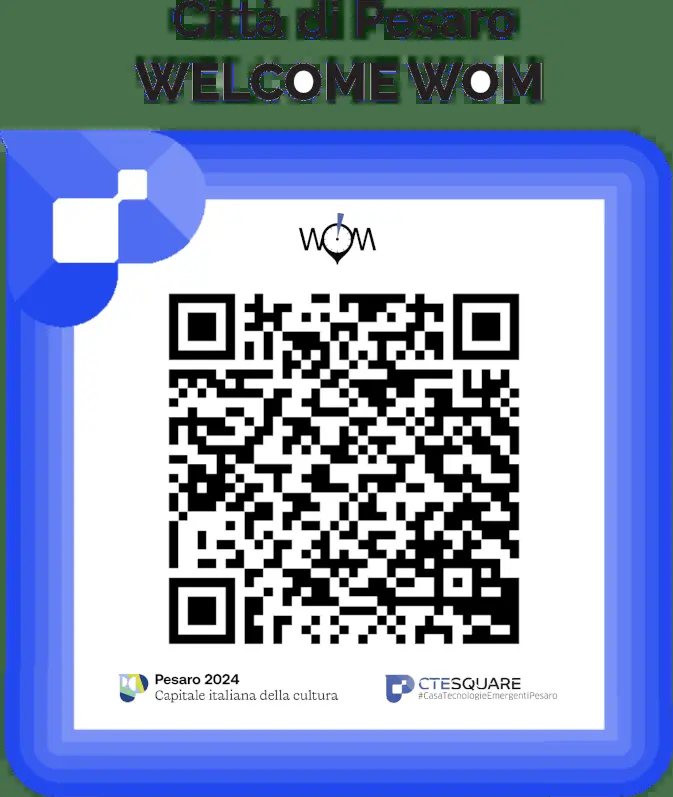 Città di Pesaro
WELCOME WOM
WOM
Pesaro 2024
Capitale italiana della cultura
CTESQUARE
#CasaTecnologieEmergentiPesaro